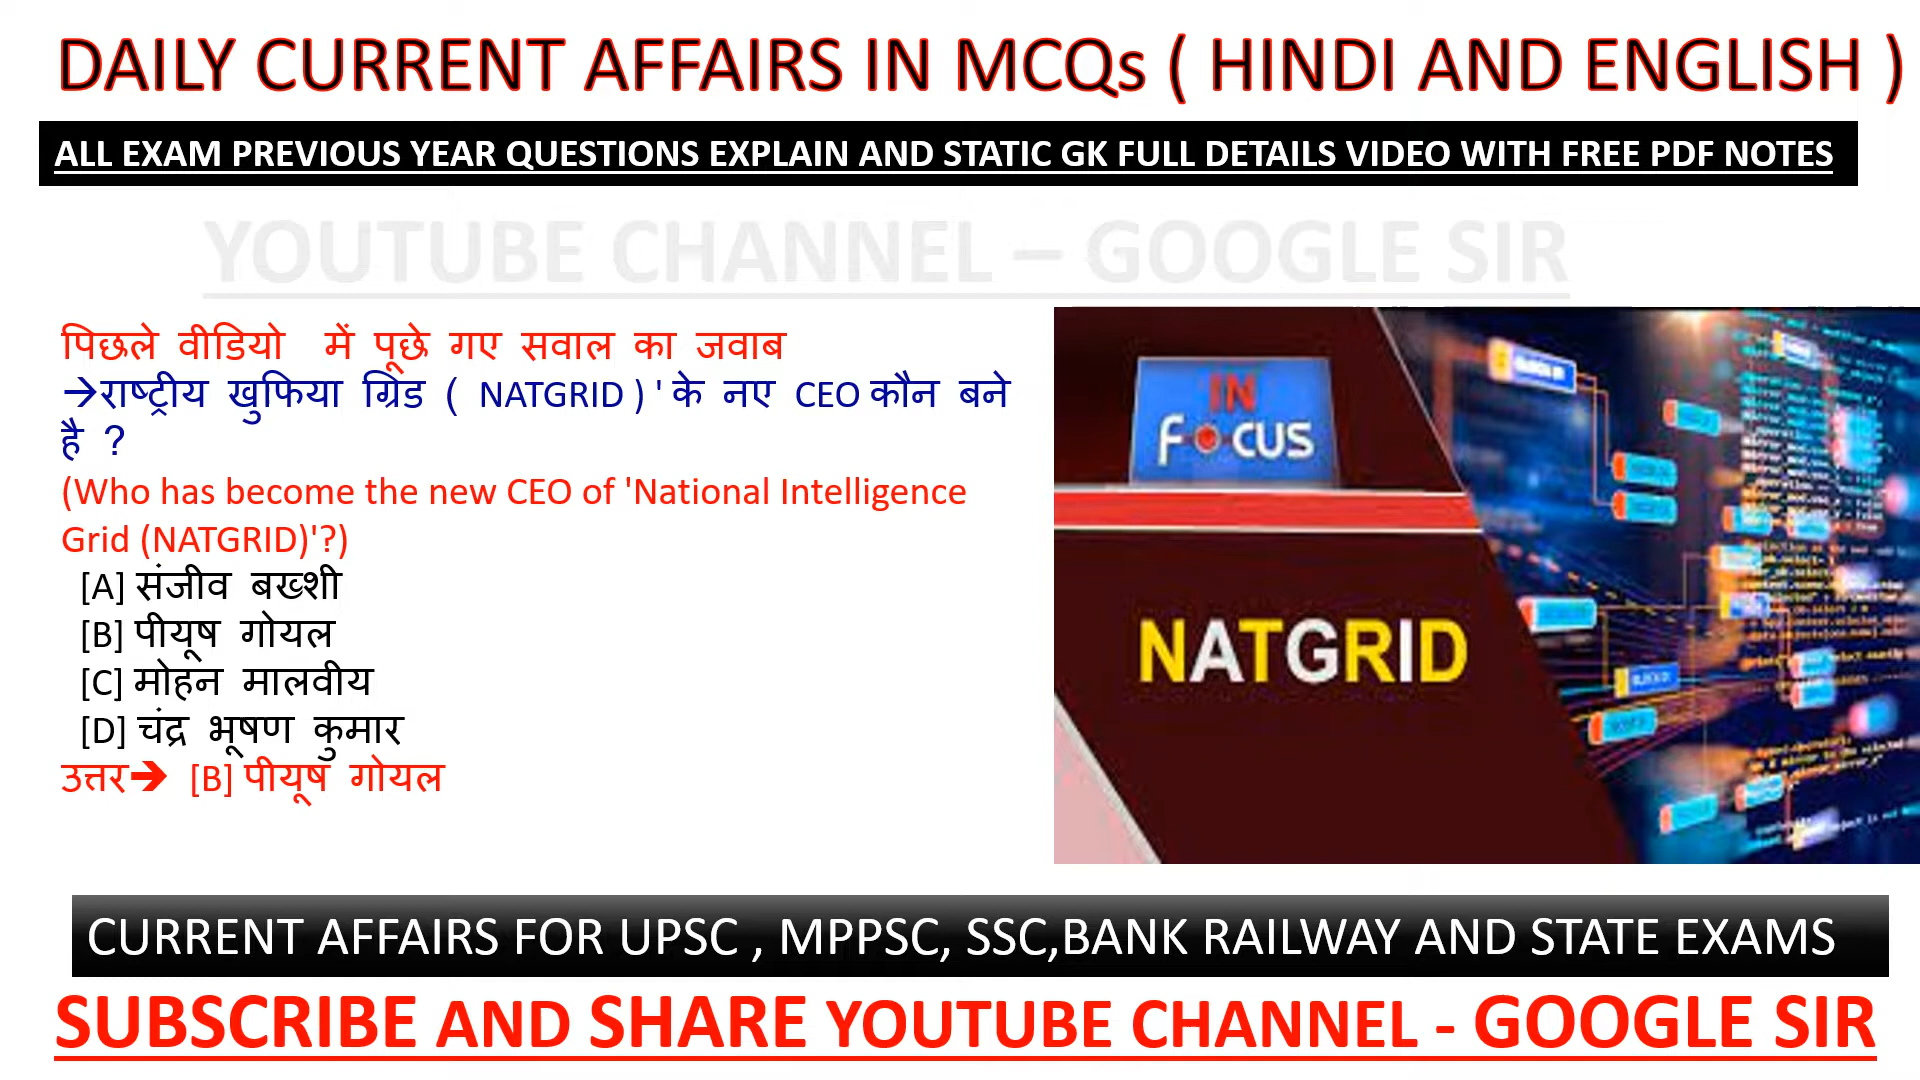 DAILY CURRENT AFFAIRS IN MCQs ( HINDI AND ENGLISH )
ALL EXAM PREVIOUS YEAR QUESTIONS EXPLAIN AND STATIC GK FULL DETAILS VIDEO WITH FREE PDF NOTES
YOUTUBE CHANNEL – GOOGLE SIR
पिछले वीडियो में पूछे गए सवाल का जवाब
→राष्ट्रीय खुफिया ग्रिड ( NATGRID ) ' के नए CEO कौन बने
है ?
(Who has become the new CEO of 'National Intelligence
Grid (NATGRID)'?)
[A] संजीव बख्शी
[B] पीयूष गोयल
[C] मोहन मालवीय
[D] चंद्र भूषण कुमार
उत्तर➔ [B] पीयूष गोयल
IN
FOCUS
NATGRID
CURRENT AFFAIRS FOR UPSC , MPPSC, SSC,BANK RAILWAY AND STATE EXAMS
SUBSCRIBE AND SHARE YOUTUBE CHANNEL - GOOGLE SIR